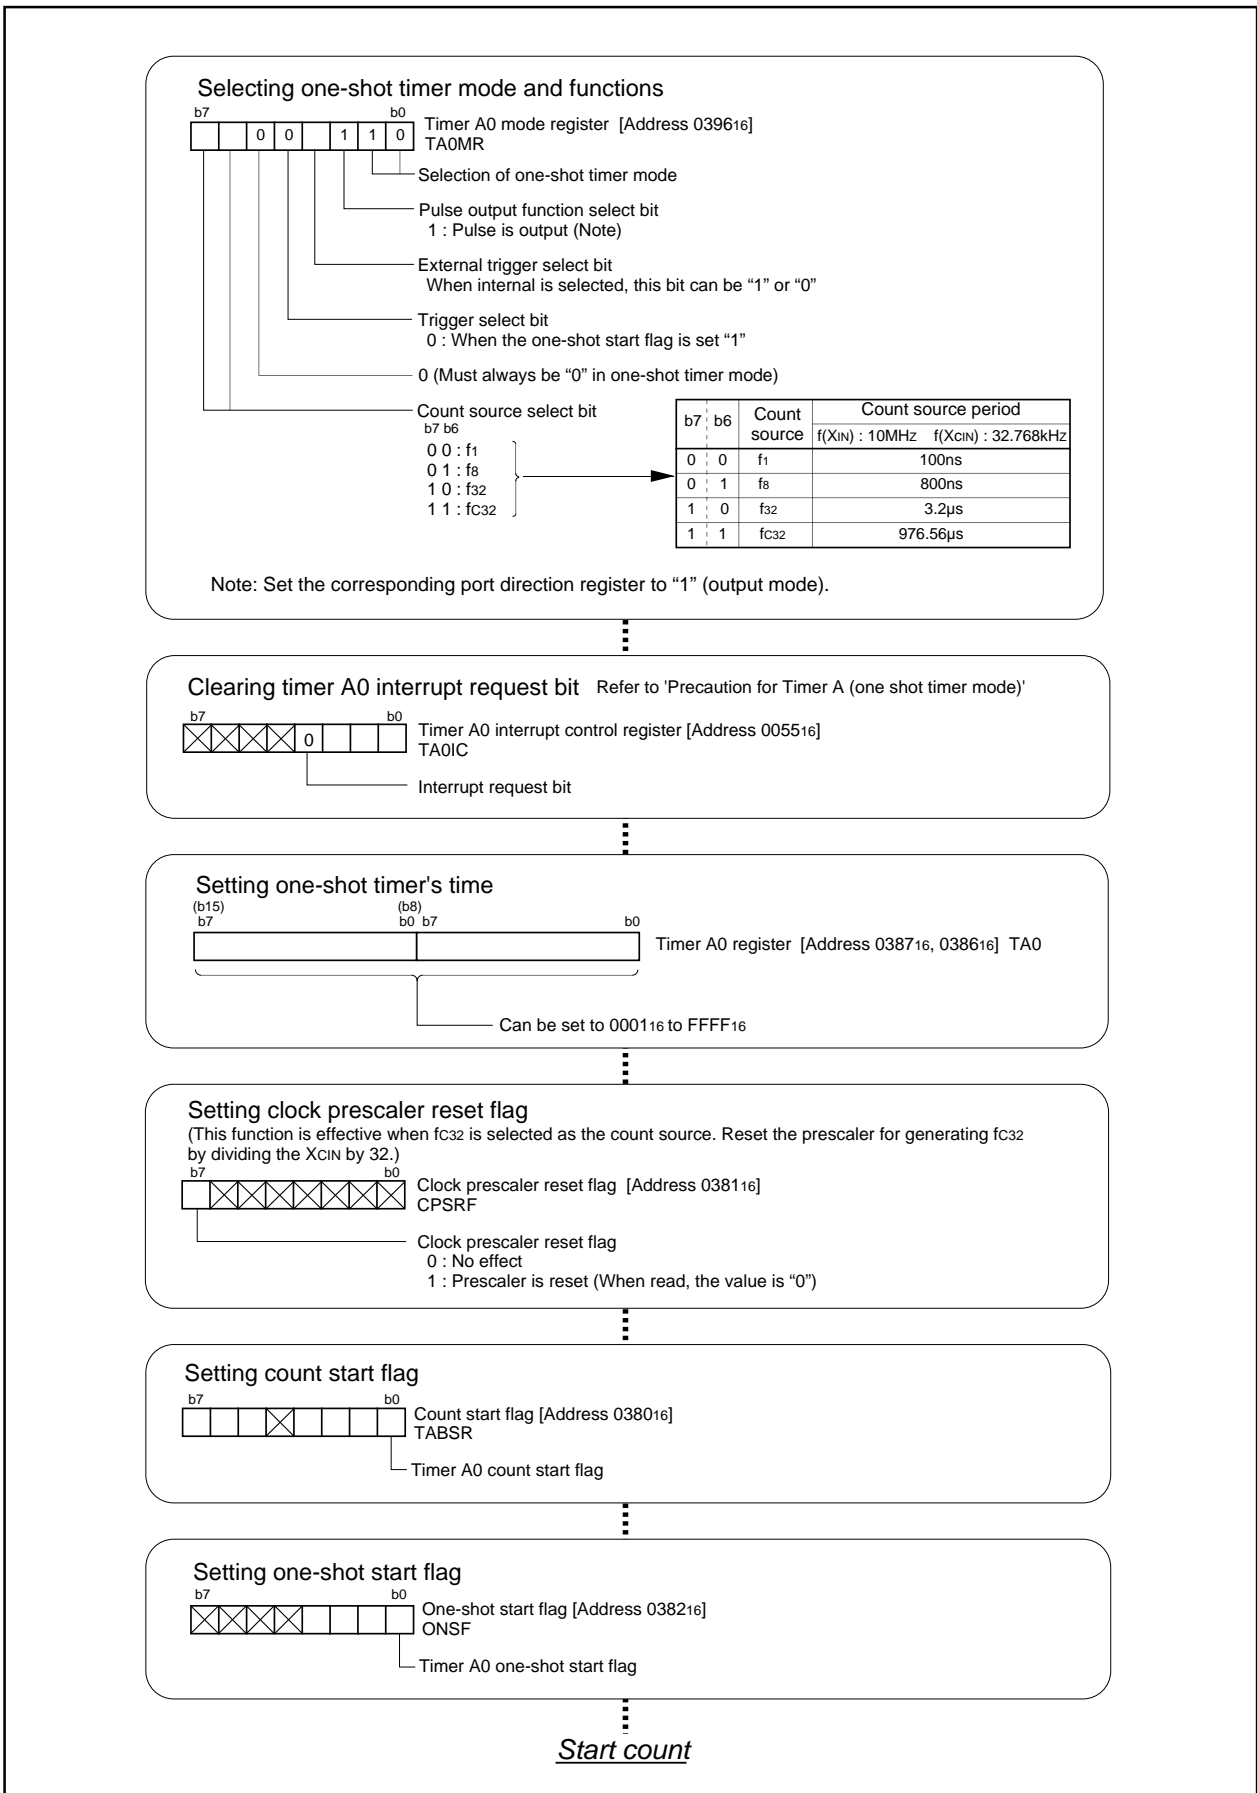 Selecting one-shot timer mode and functions
b7 b0
0 0 1 1 0
Timer A0 mode register [Address 039616]
TA0MR
Selection of one-shot timer mode
Pulse output function select bit
1 : Pulse is output (Note)
External trigger select bit
When internal is selected, this bit can be “1” or “0”
Trigger select bit
0 : When the one-shot start flag is set “1”
0 (Must always be “0” in one-shot timer mode)
Count source select bit
b7 b6
0 0 : f1
0 1 : f8
1 0 : f32
1 1 : fC32
b7 b6 Count source Count source period
f(XIN) : 10MHz f(XCIN) : 32.768kHz
0 0 f1 100ns
0 1 f8 800ns
1 0 f32 3.2µs
1 1 fC32 976.56µs
Note: Set the corresponding port direction register to “1” (output mode).
Clearing timer A0 interrupt request bit Refer to 'Precaution for Timer A (one shot timer mode)'
b7 b0
0
Timer A0 interrupt control register [Address 005516]
TA0IC
Interrupt request bit
Setting one-shot timer's time
(b15) (b8)
b7 b0 b7 b0
Timer A0 register [Address 038716, 038616] TA0
Can be set to 000116 to FFFF16
Setting clock prescaler reset flag
(This function is effective when fC32 is selected as the count source. Reset the prescaler for generating fC32
by dividing the XCIN by 32.)
b7 b0
Clock prescaler reset flag [Address 038116]
CPSRF
Clock prescaler reset flag
0 : No effect
1 : Prescaler is reset (When read, the value is “0”)
Setting count start flag
b7 b0
Count start flag [Address 038016]
TABSR
Timer A0 count start flag
Setting one-shot start flag
b7 b0
One-shot start flag [Address 038216]
ONSF
Timer A0 one-shot start flag
Start count